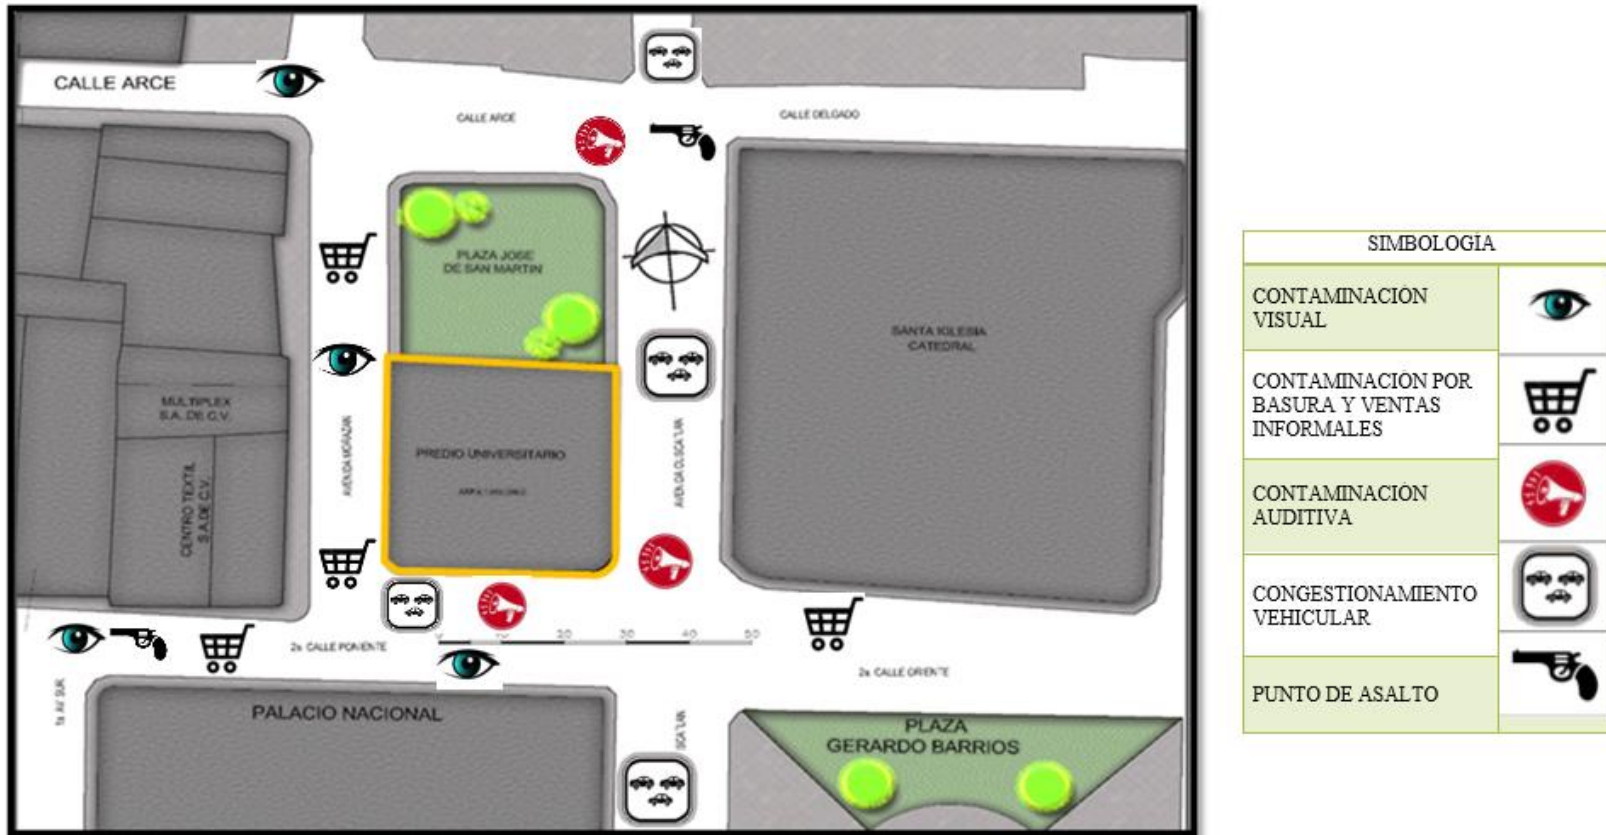 CALLE ARCE
CALLE ARCE
CALLE DELGADO
PLAZA JOSE
DE SAN MARTIN
SANTA IGLESIA
CATEDRAL
MULTIPLEX
S.A. DE C.V.
CENTRO TEXTIL
S.A.DE C.V.
AVENIDA MORAZAN
PREDIO UNIVERSITARIO
AVENIDA CUSCATLAN
20
30
40
50
2a. CALLE PONIENTE
2a. CALLE ORIENTE
1a. AV. SUR
PALACIO NACIONAL
PLAZA
GERARDO BARRIOS
SIMBOLOGÍA
CONTAMINACIÓN
VISUAL
CONTAMINACIÓN POR
BASURA Y VENTAS
INFORMALES
CONTAMINACIÓN
AUDITIVA
CONGESTIONAMIENTO
VEHICULAR
PUNTO DE ASALTO